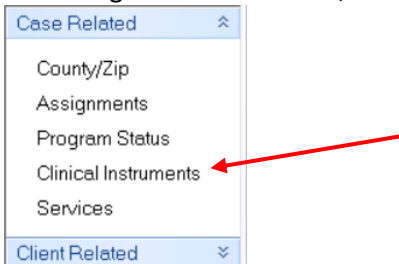 Case Related
County/Zip
Assignments
Program Status
Clinical Instruments
Services
Client Related